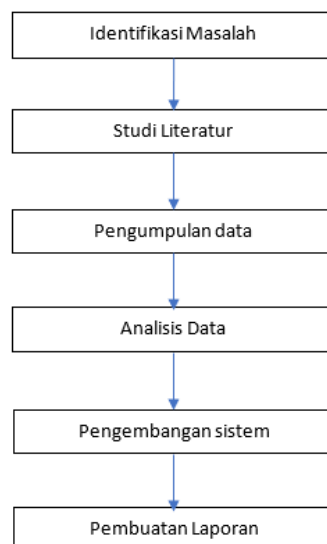 Identifikasi Masalah
Studi Literatur
Pengumpulan data
Analisis Data
Pengembangan sistem
Pembuatan Laporan